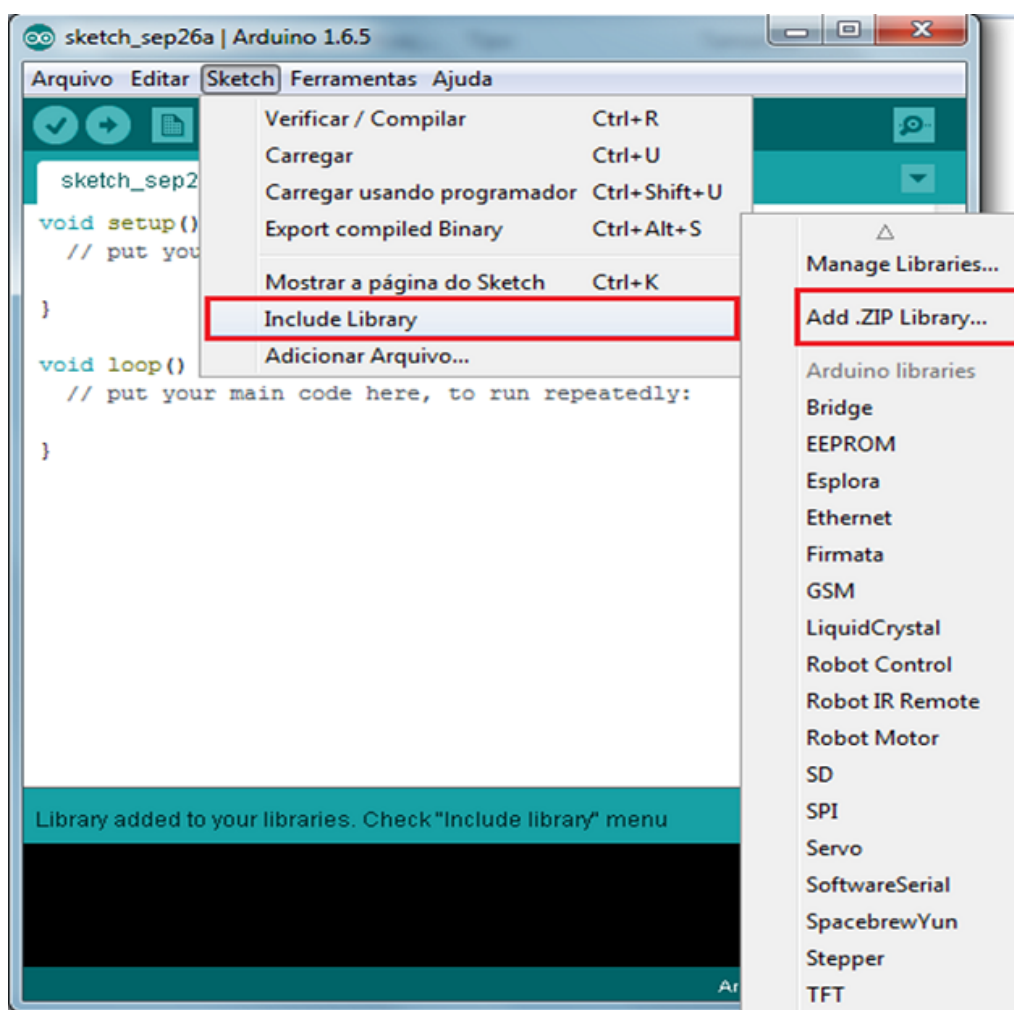 sketch_sep26a | Arduino 1.6.5
Arquivo Editar Sketch Ferramentas Ajuda
Verificar / Compilar Ctrl+R
Carregar Ctrl+U
Carregar usando programador Ctrl+Shift+U
Export compiled Binary Ctrl+Alt+S
Mostrar a página do Sketch Ctrl+K
Include Library
Adicionar Arquivo...
sketch_sep2
void setup()
// put you
}
void loop()
// put your main code here, to run repeatedly:
}
Manage Libraries...
Add .ZIP Library...
Arduino libraries
Bridge
EEPROM
Esplora
Ethernet
Firmata
GSM
LiquidCrystal
Robot Control
Robot IR Remote
Robot Motor
SD
SPI
Servo
SoftwareSerial
SpacebrewYun
Stepper
TFT
Library added to your libraries. Check "Include library" menu
Ar